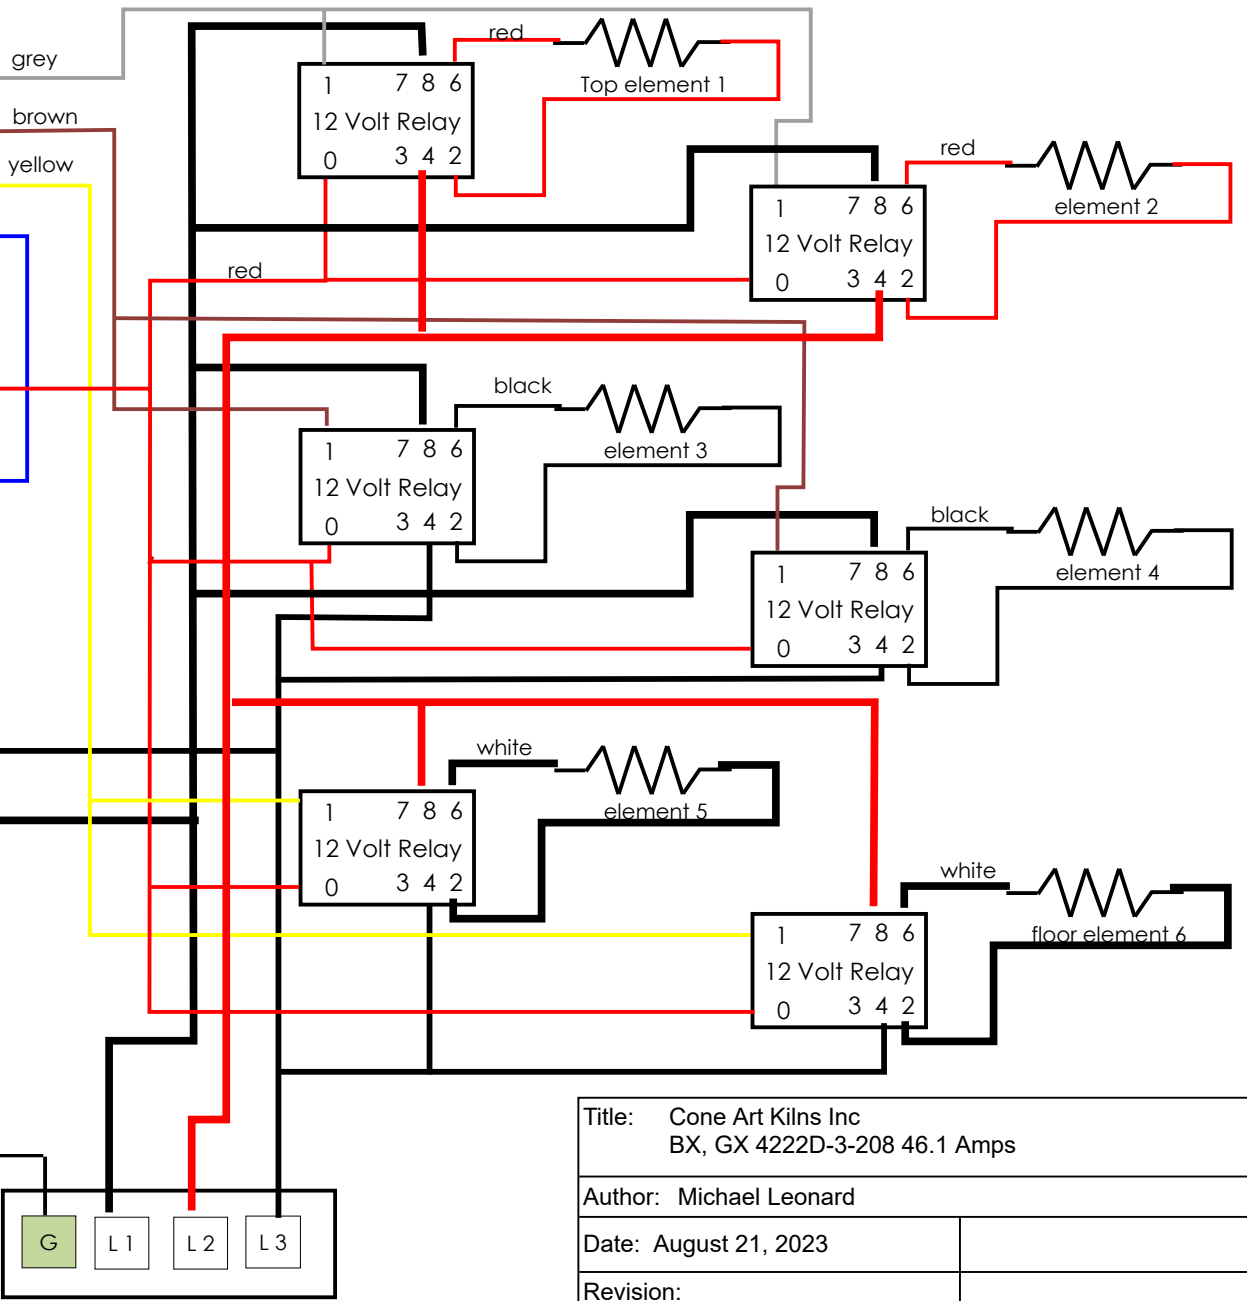 grey
brown
yellow
red
Top element 1
1 7 8 6
12 Volt Relay
0 3 4 2
red
element 2
1 7 8 6
12 Volt Relay
0 3 4 2
red
black
element 3
1 7 8 6
12 Volt Relay
0 3 4 2
black
element 4
1 7 8 6
12 Volt Relay
0 3 4 2
white
element 5
1 7 8 6
12 Volt Relay
0 3 4 2
white
floor element 6
1 7 8 6
12 Volt Relay
0 3 4 2
G L 1 L 2 L 3
Title: Cone Art Kilns Inc
BX, GX 4222D-3-208 46.1 Amps
Author: Michael Leonard
Date: August 21, 2023
Revision: